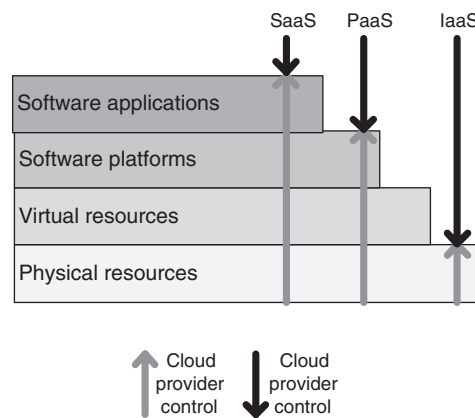 SaaS PaaS IaaS
Software applications
Software platforms
Virtual resources
Physical resources
Cloud
provider
control
Cloud
provider
control